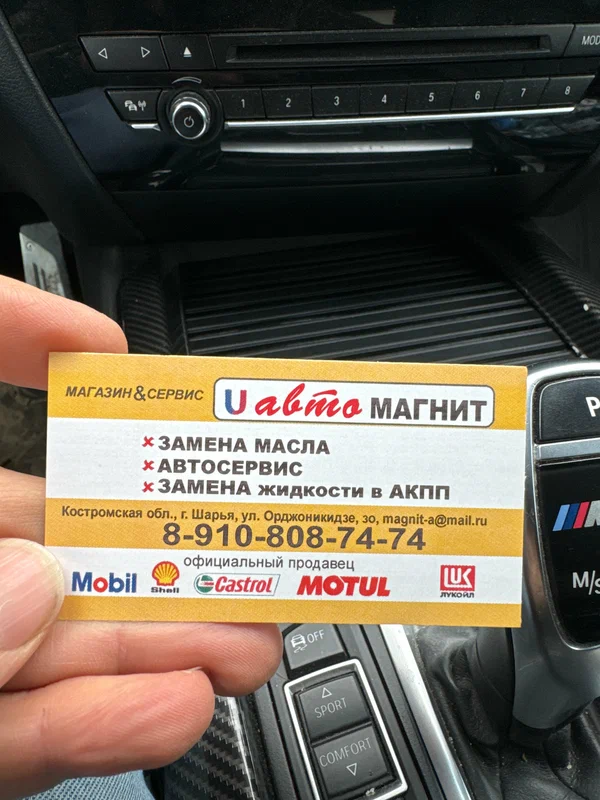 MOD
1 2 3 4 5 6 7 8
МАГАЗИН&СЕРВИС
U авто МАГНИТ
× ЗАМЕНА МАСЛА
× АВТОСЕРВИС
× ЗАМЕНА жидкости в АКПП
Костромская обл., г. Шарья, ул. Орджоникидзе, 30, magnit-a@mail.ru
8-910-808-74-74
официальный продавец
Mobil Shell Castrol MOTUL LUK ЛУКОЙЛ
P
M
M/S
OFF
SPORT
COMFORT